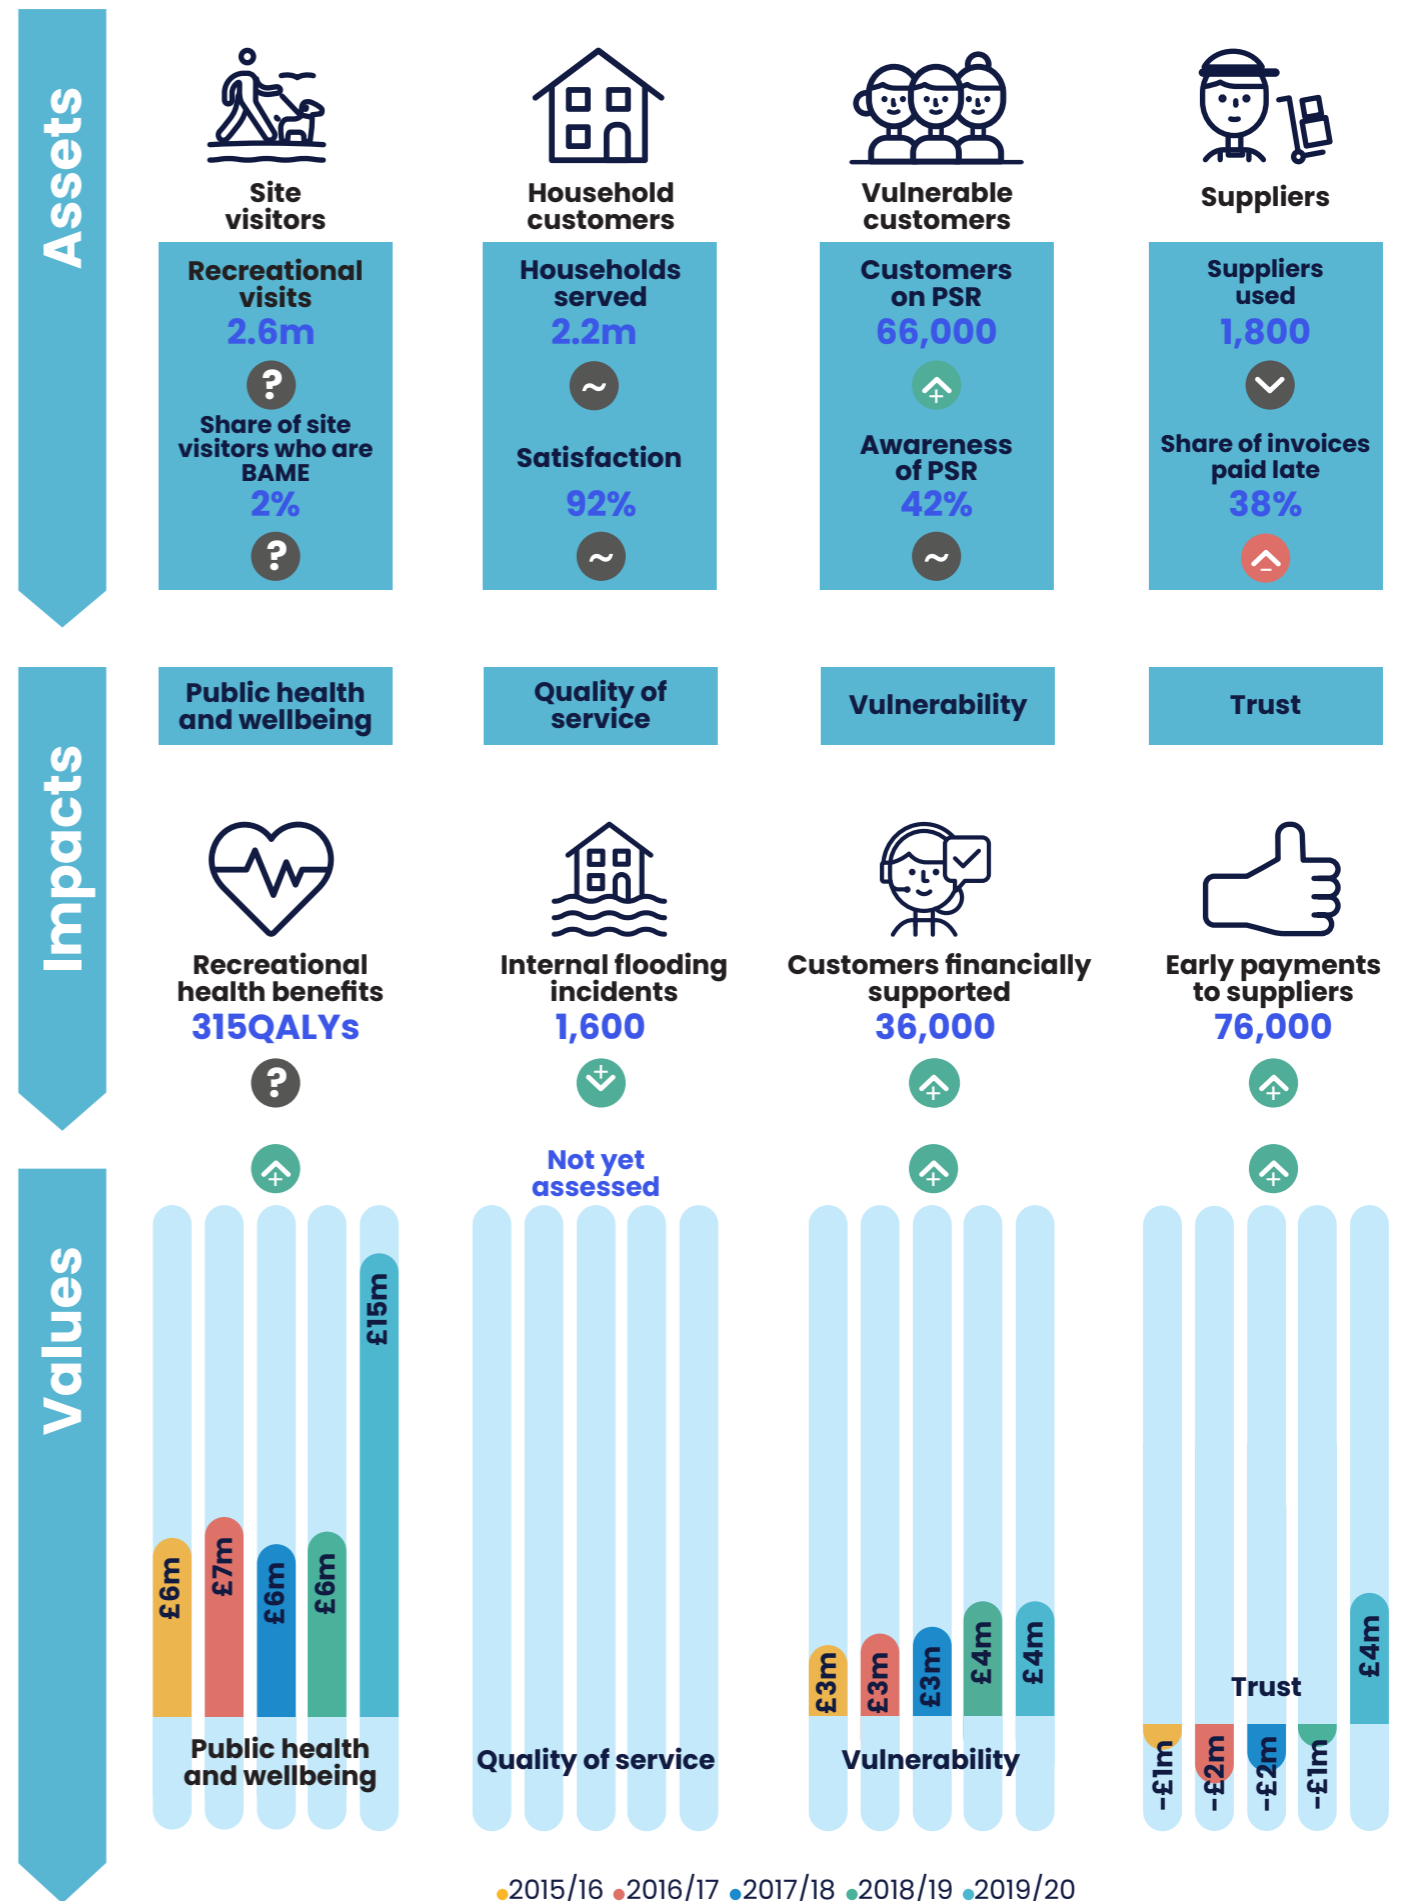 Assets
Site
visitors
Household
customers
Vulnerable
customers
Suppliers
Recreational
visits
2.6m
?
Share of site
visitors who are
BAME
2%
?
Households
served
2.2m
~
Satisfaction
92%
~
Customers
on PSR
66,000
+
Awareness
of PSR
42%
~
Suppliers
used
1,800
Share of invoices
paid late
38%
–
Impacts
Public health
and wellbeing
Quality of
service
Vulnerability
Trust
Recreational
health benefits
315QALYs
?
Internal flooding
incidents
1,600
+
Customers financially
supported
36,000
+
Early payments
to suppliers
76,000
+
Values
+
Not yet
assessed
+
+
£6m
£7m
£6m
£6m
£15m
Public health
and wellbeing
Quality of service
£3m
£3m
£3m
£4m
£4m
Vulnerability
Trust
-£1m
-£2m
-£2m
-£1m
£4m
2015/16 2016/17 2017/18 2018/19 2019/20